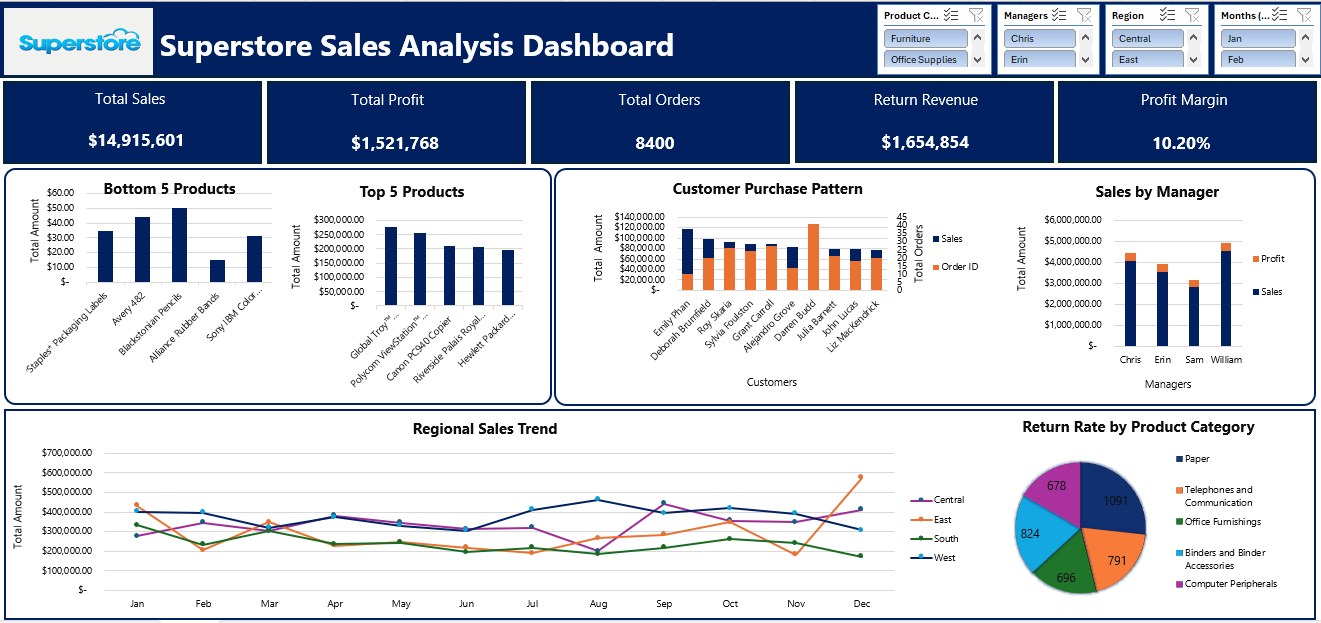 Superstore
Superstore Sales Analysis Dashboard
Product C...
Furniture
Office Supplies
Managers
Chris
Erin
Region
Central
East
Months (...
Jan
Feb
Total Sales
$14,915,601
Total Profit
$1,521,768
Total Orders
8400
Return Revenue
$1,654,854
Profit Margin
10.20%
Bottom 5 Products
Total Amount
$60.00
$50.00
$40.00
$30.00
$20.00
$10.00
$-
Staples* Packaging Labels
Avery 482
Blackstonian Pencils
Alliance Rubber Bands
Sony IBM Color...
Top 5 Products
Total Amount
$300,000.00
$250,000.00
$200,000.00
$150,000.00
$100,000.00
$50,000.00
$-
Global Troy™...
Polycom ViewStation™...
Canon PC940 Copier
Riverside Palais Royal...
Hewlett Packard...
Customer Purchase Pattern
Total Amount
$140,000.00
$120,000.00
$100,000.00
$80,000.00
$60,000.00
$40,000.00
$20,000.00
$-
45
40
35
30
25
20
15
10
5
0
Total Orders
Sales
Order ID
Emily Phan
Deborah Brumfield
Roy Skaria
Sylvia Foulston
Grant Carroll
Alejandro Grove
Darren Budd
Julia Barnett
John Lucas
Liz MacKendrick
Customers
Sales by Manager
Total Amount
$6,000,000.00
$5,000,000.00
$4,000,000.00
$3,000,000.00
$2,000,000.00
$1,000,000.00
$-
Profit
Sales
Chris
Erin
Sam
William
Managers
Regional Sales Trend
Total Amount
$700,000.00
$600,000.00
$500,000.00
$400,000.00
$300,000.00
$200,000.00
$100,000.00
$-
Jan
Feb
Mar
Apr
May
Jun
Jul
Aug
Sep
Oct
Nov
Dec
Central
East
South
West
Return Rate by Product Category
1091
791
696
824
678
Paper
Telephones and
Communication
Office Furnishings
Binders and Binder
Accessories
Computer Peripherals